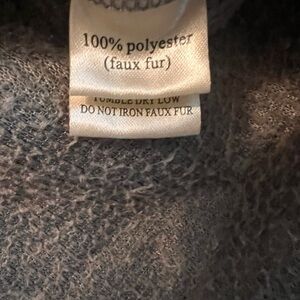 100% polyester
(faux fur)
TUMBLE DRY LOW
DO NOT IRON FAUX FUR